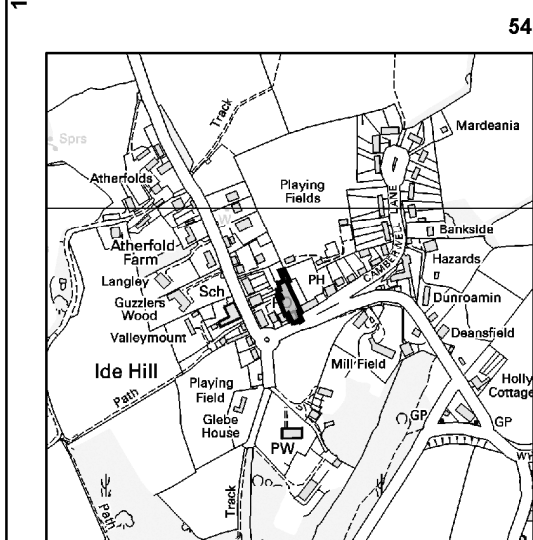 54
Sprs
Track
Mardeania
Atherfolds
Playing
Fields
CAMBERWELL LANE
Bankside
Atherfold
Farm
Hazards
Langley
Sch
PH
Guzzlers
Wood
Dunroamin
Valleymount
Deansfield
Mill Field
Ide Hill
Holly
Cottage
Playing
Field
Path
Glebe
House
GP
GP
PW
Track
Path